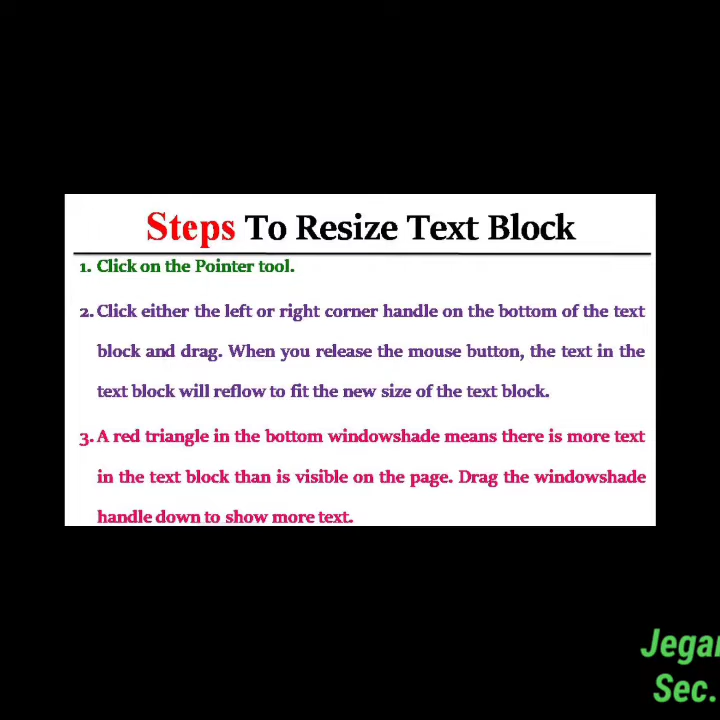 Steps To Resize Text Block
1. Click on the Pointer tool.
2. Click either the left or right corner handle on the bottom of the text
block and drag. When you release the mouse button, the text in the
text block will reflow to fit the new size of the text block.
3. A red triangle in the bottom windowshade means there is more text
in the text block than is visible on the page. Drag the windowshade
handle down to show more text.
Sec.